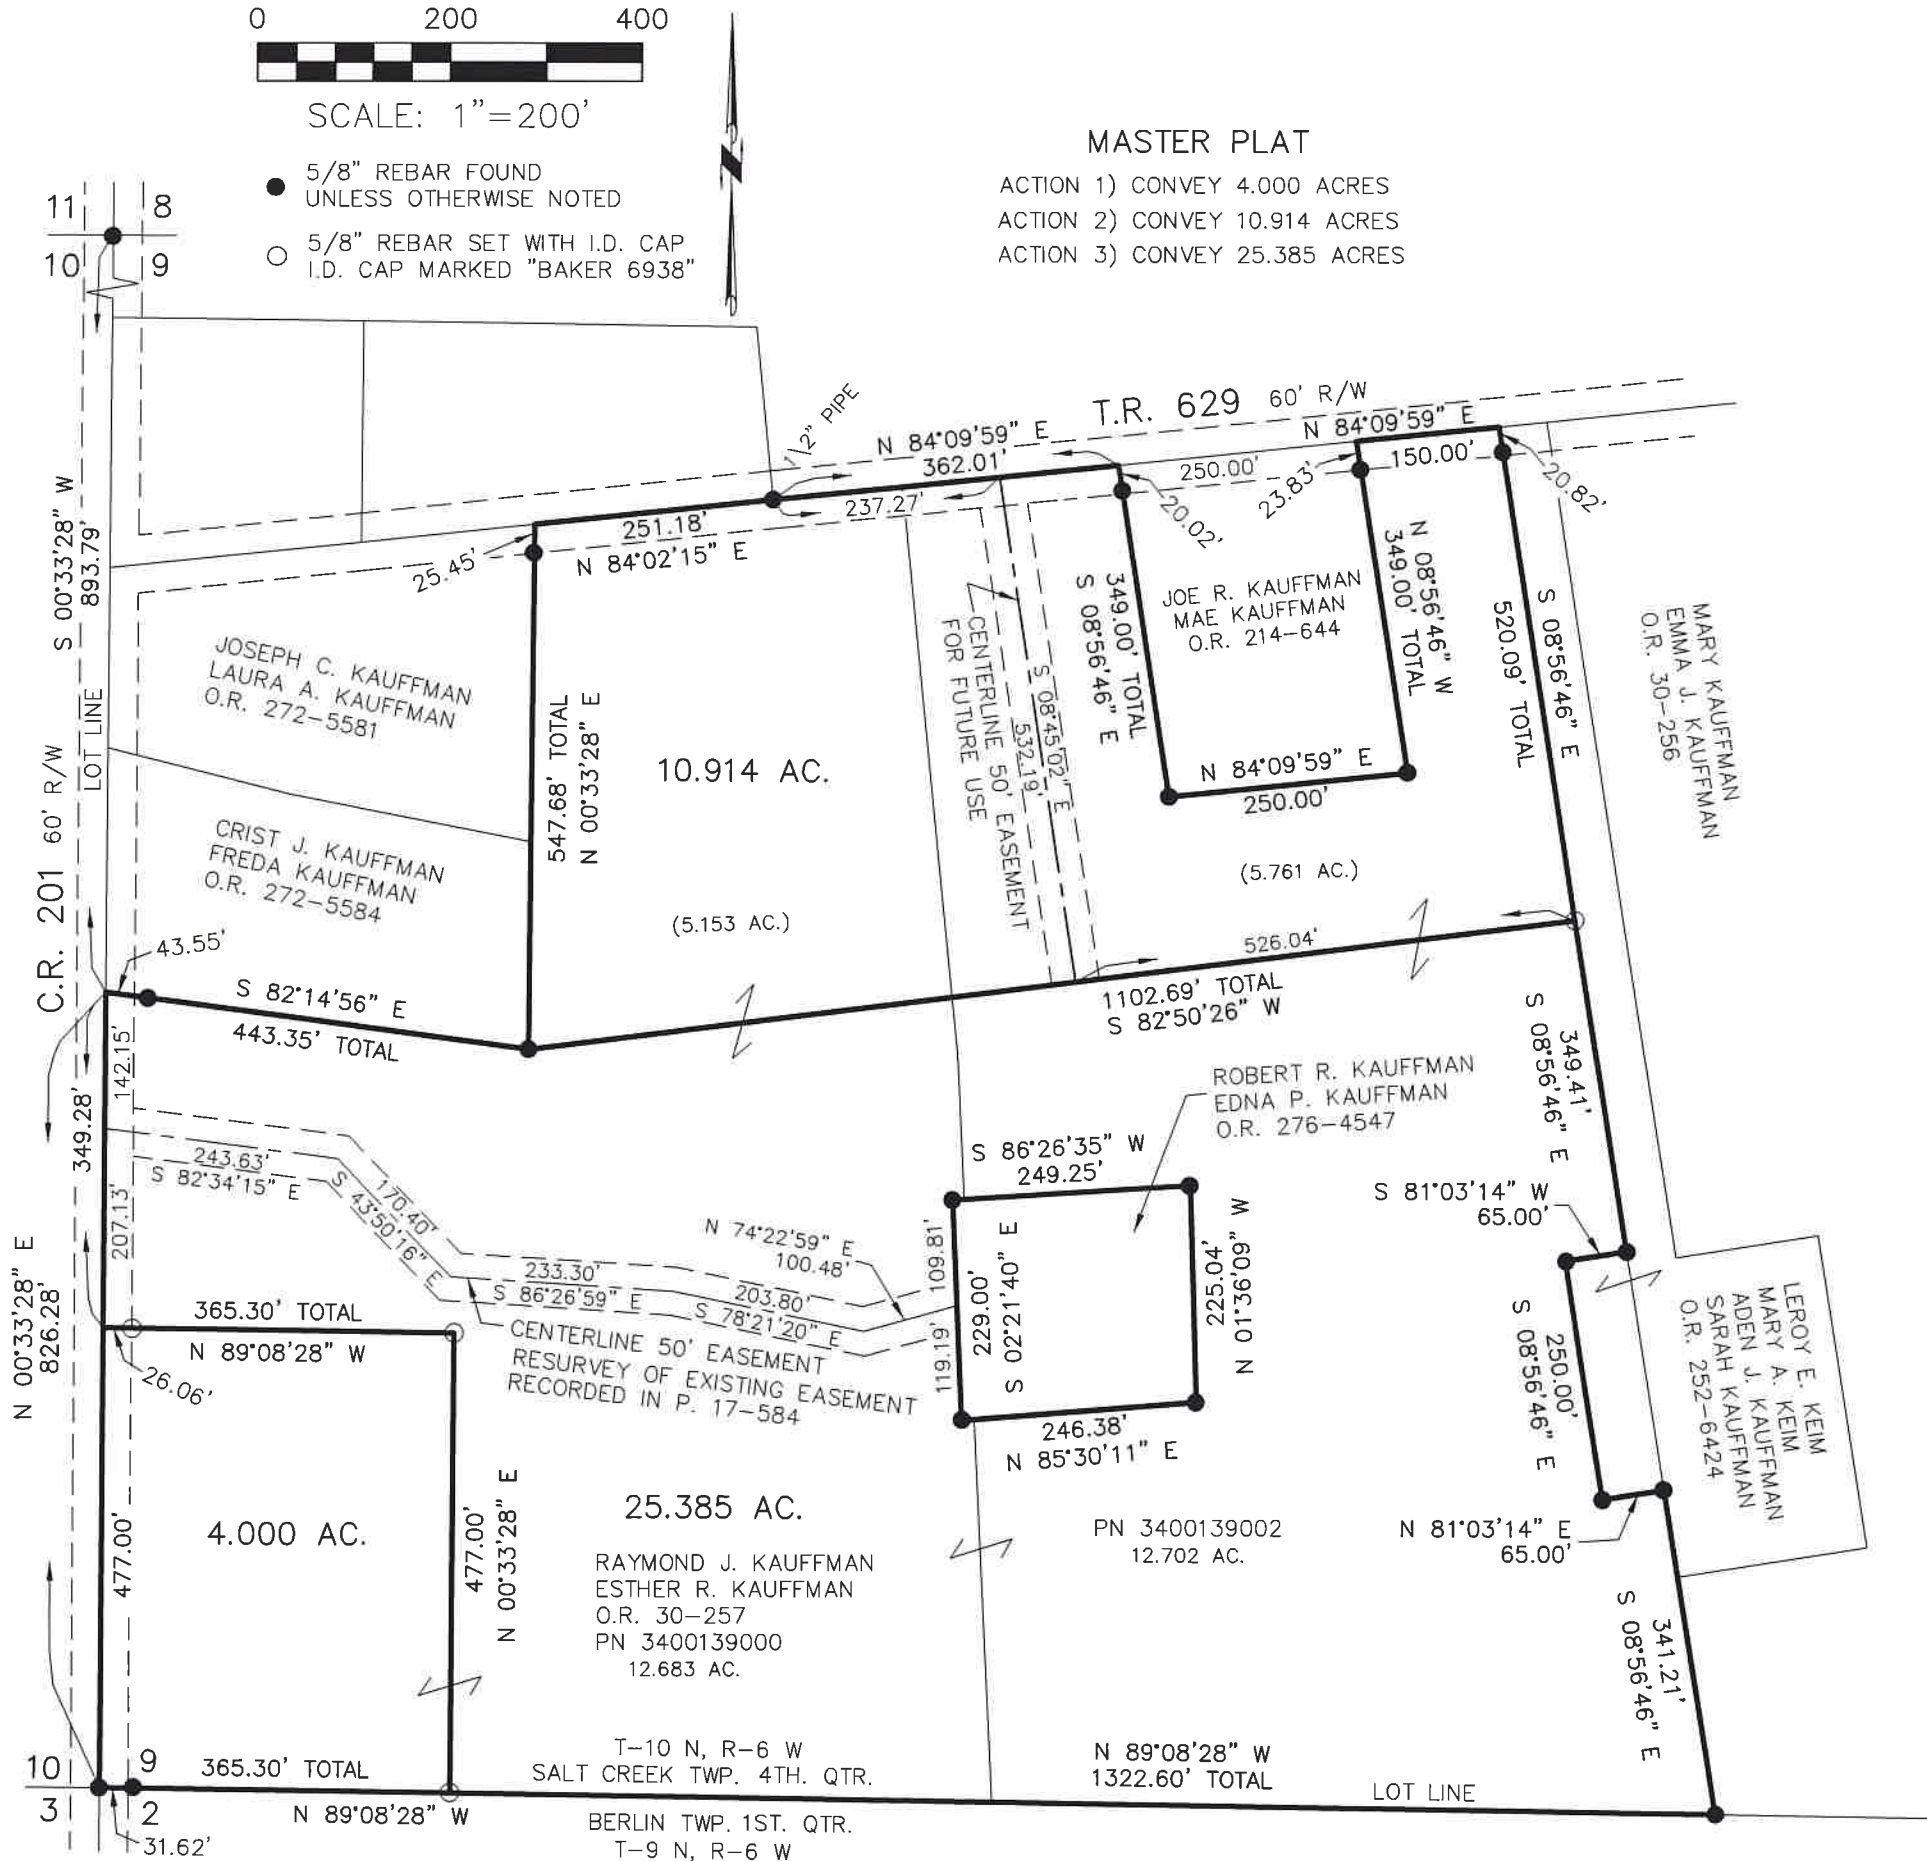 0 200 400
SCALE: 1"=200'
5/8" REBAR FOUND
UNLESS OTHERWISE NOTED
5/8" REBAR SET WITH I.D. CAP
I.D. CAP MARKED "BAKER 6938"
MASTER PLAT
ACTION 1) CONVEY 4.000 ACRES
ACTION 2) CONVEY 10.914 ACRES
ACTION 3) CONVEY 25.385 ACRES
N
11 8
10 9
S 00°33'28" W
893.79'
LOT LINE
C.R. 201 60' R/W
1/2" PIPE
T.R. 629 60' R/W
N 84°09'59" E
362.01'
N 84°09'59" E
150.00'
250.00'
23.83'
20.82'
20.02'
237.27'
251.18'
N 84°02'15" E
25.45'
JOSEPH C. KAUFFMAN
LAURA A. KAUFFMAN
O.R. 272-5581
CRIST J. KAUFFMAN
FREDA KAUFFMAN
O.R. 272-5584
547.68' TOTAL
N 00°33'28" E
10.914 AC.
(5.153 AC.)
CENTERLINE 50' EASEMENT
FOR FUTURE USE
S 08°45'02" E
532.19'
349.00' TOTAL
S 08°56'46" E
JOE R. KAUFFMAN
MAE KAUFFMAN
O.R. 214-644
N 08°56'46" W
349.00' TOTAL
N 84°09'59" E
250.00'
S 08°56'46" E
520.09' TOTAL
MARY KAUFFMAN
EMMA J. KAUFFMAN
O.R. 30-256
(5.761 AC.)
526.04'
1102.69' TOTAL
S 82°50'26" W
43.55'
S 82°14'56" E
443.35' TOTAL
142.15'
349.28'
207.13'
N 00°33'28" E
826.28'
243.63'
S 82°34'15" E
170.40'
S 43°50'16" E
233.30'
S 86°26'59" E
203.80'
S 78°21'20" E
N 74°22'59" E
100.48'
CENTERLINE 50' EASEMENT
RESURVEY OF EXISTING EASEMENT
RECORDED IN P. 17-584
ROBERT R. KAUFFMAN
EDNA P. KAUFFMAN
O.R. 276-4547
S 86°26'35" W
249.25'
109.81'
119.19'
229.00'
S 02°21'40" E
225.04'
N 01°36'09" W
246.38'
N 85°30'11" E
349.41'
S 08°56'46" E
S 81°03'14" W
65.00'
250.00'
S 08°56'46" E
N 81°03'14" E
65.00'
341.21'
S 08°56'46" E
LEROY E. KEIM
MARY A. KEIM
ADEN J. KAUFFMAN
SARAH KAUFFMAN
O.R. 252-6424
365.30' TOTAL
N 89°08'28" W
26.06'
477.00'
4.000 AC.
477.00'
N 00°33'28" E
25.385 AC.
RAYMOND J. KAUFFMAN
ESTHER R. KAUFFMAN
O.R. 30-257
PN 3400139000
12.683 AC.
PN 3400139002
12.702 AC.
10 9
3 2
365.30' TOTAL
N 89°08'28" W
31.62'
T-10 N, R-6 W
SALT CREEK TWP. 4TH. QTR.
BERLIN TWP. 1ST. QTR.
T-9 N, R-6 W
N 89°08'28" W
1322.60' TOTAL
LOT LINE